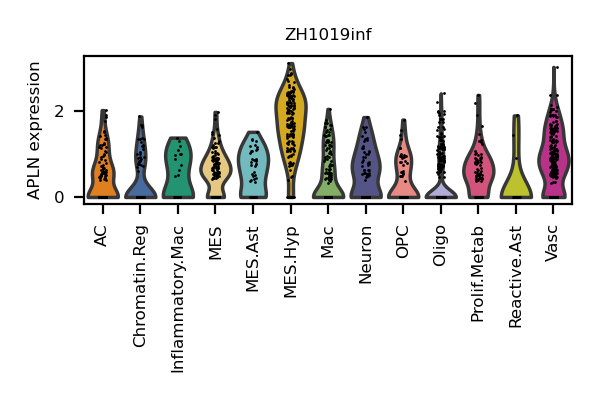 ZH1019inf
APLN expression
2
0
AC
Chromatin.Reg
Inflammatory.Mac
MES
MES.Ast
MES.Hyp
Mac
Neuron
OPC
Oligo
Prolif.Metab
Reactive.Ast
Vasc